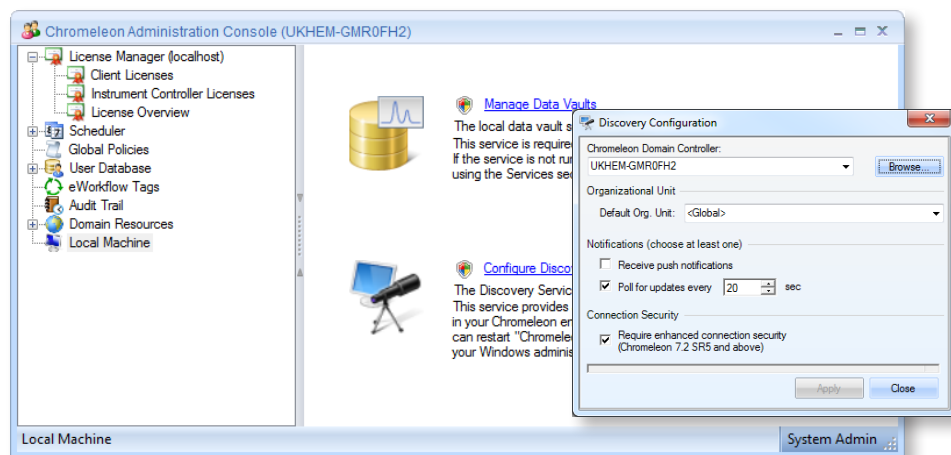 Chromeleon Administration Console (UKHEM-GMR0FH2)
License Manager (localhost)
Client Licenses
Instrument Controller Licenses
License Overview
Scheduler
Global Policies
User Database
eWorkflow Tags
Audit Trail
Domain Resources
Local Machine
Manage Data Vaults
The local data vault s
This service is require
If the service is not ru
using the Services se
Configure Disco
The Discovery Servic
This service provides
in your Chromeleon e
can restart "Chromele
your Windows adminis
Discovery Configuration
Chromeleon Domain Controller:
UKHEM-GMR0FH2
Browse...
Organizational Unit
Default Org. Unit: <Global>
Notifications (choose at least one)
Receive push notifications
Poll for updates every 20 sec
Connection Security
Require enhanced connection security
(Chromeleon 7.2 SR5 and above)
Apply Close
Local Machine
System Admin